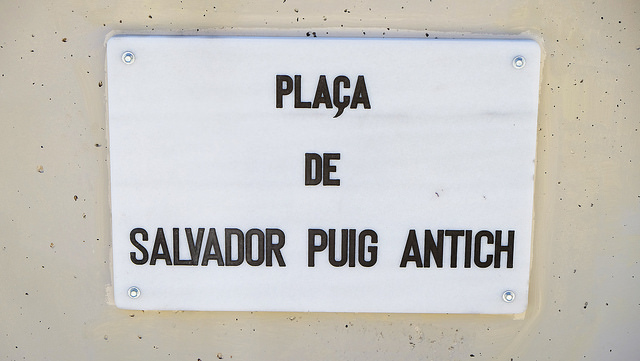 PLAÇA
DE
SALVADOR PUIG ANTICH